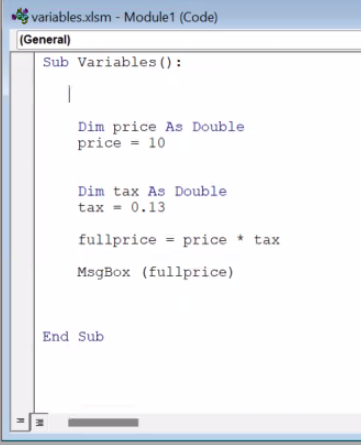 variables.xlsm - Module1 (Code)
(General)
Sub Variables():
Dim price As Double
price = 10
Dim tax As Double
tax = 0.13
fullprice = price * tax
MsgBox (fullprice)
End Sub